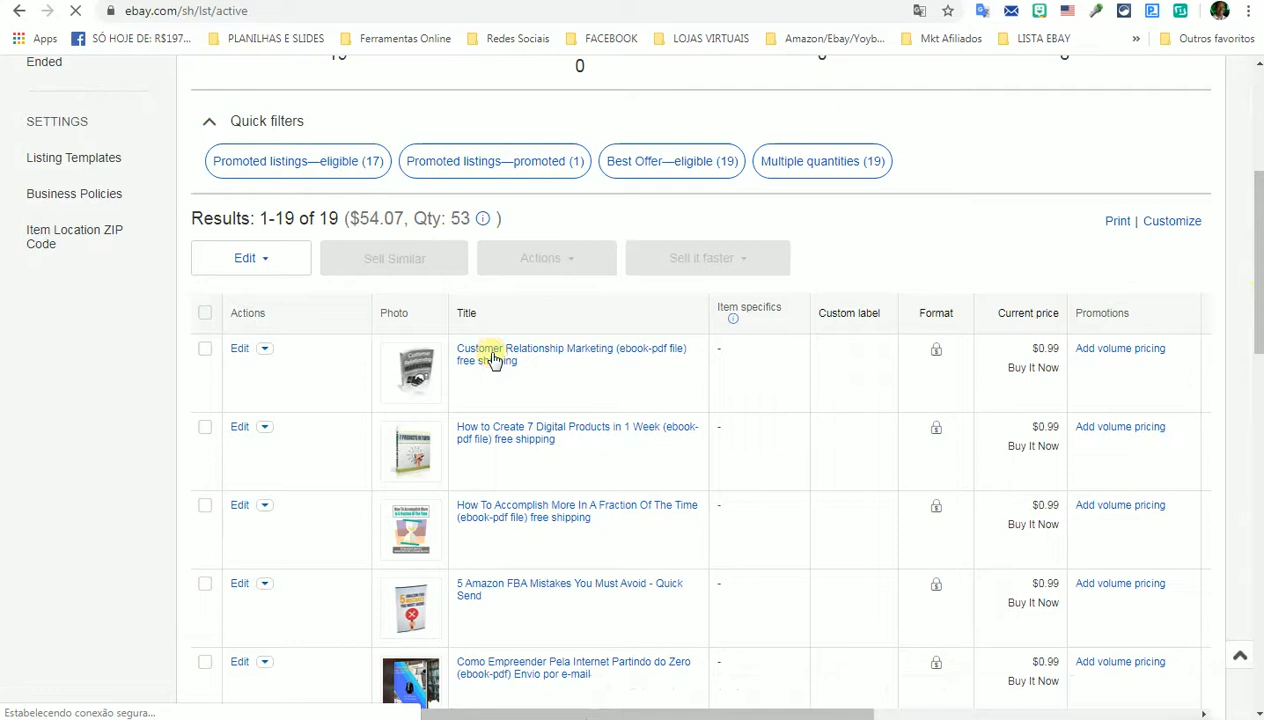 ebay.com/sh/lst/active
Apps
SÓ HOJE DE: R$197...
PLANILHAS E SLIDES
Ferramentas Online
Redes Sociais
FACEBOOK
LOJAS VIRTUAIS
Amazon/Ebay/Yoyb...
Mkt Afiliados
LISTA EBAY
»
Outros favoritos
Ended
0
SETTINGS
Listing Templates
Business Policies
Item Location ZIP
Code
Quick filters
Promoted listings—eligible (17)
Promoted listings—promoted (1)
Best Offer—eligible (19)
Multiple quantities (19)
Results: 1-19 of 19 ($54.07, Qty: 53 )
Print | Customize
Edit
Sell Similar
Actions
Sell it faster
Actions
Photo
Title
Item specifics
Custom label
Format
Current price
Promotions
Edit
Customer Relationship Marketing (ebook-pdf file)
free shipping
-
$0.99
Buy It Now
Add volume pricing
Edit
How to Create 7 Digital Products in 1 Week (ebook-
pdf file) free shipping
-
$0.99
Buy It Now
Add volume pricing
Edit
How To Accomplish More In A Fraction Of The Time
(ebook-pdf file) free shipping
-
$0.99
Buy It Now
Add volume pricing
Edit
5 Amazon FBA Mistakes You Must Avoid - Quick
Send
-
$0.99
Buy It Now
Add volume pricing
Edit
Como Empreender Pela Internet Partindo do Zero
(ebook-pdf) Envio por e-mail
-
$0.99
Buy It Now
Add volume pricing
Estabelecendo conexão segura...